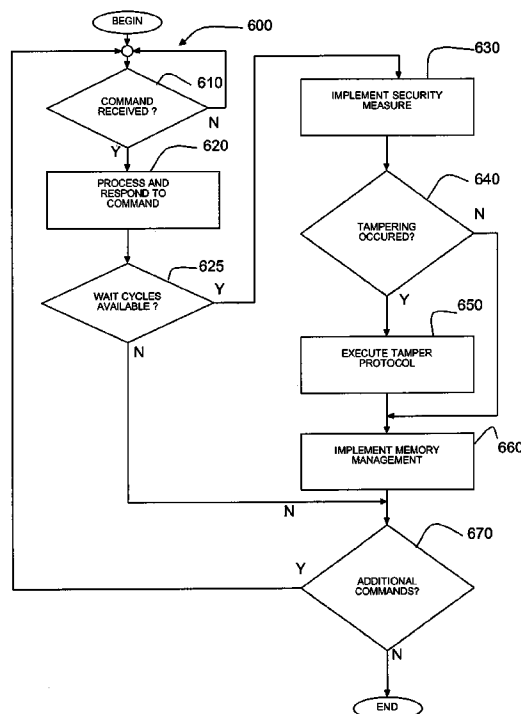 BEGIN
600
610
COMMAND
RECEIVED ?
N
Y
620
PROCESS AND
RESPOND TO
COMMAND
625
WAIT CYCLES
AVAILABLE ?
Y
N
630
IMPLEMENT SECURITY
MEASURE
640
TAMPERING
OCCURED?
N
Y
650
EXECUTE TAMPER
PROTOCOL
IMPLEMENT MEMORY
MANAGEMENT
660
N
670
ADDITIONAL
COMMANDS?
Y
N
END